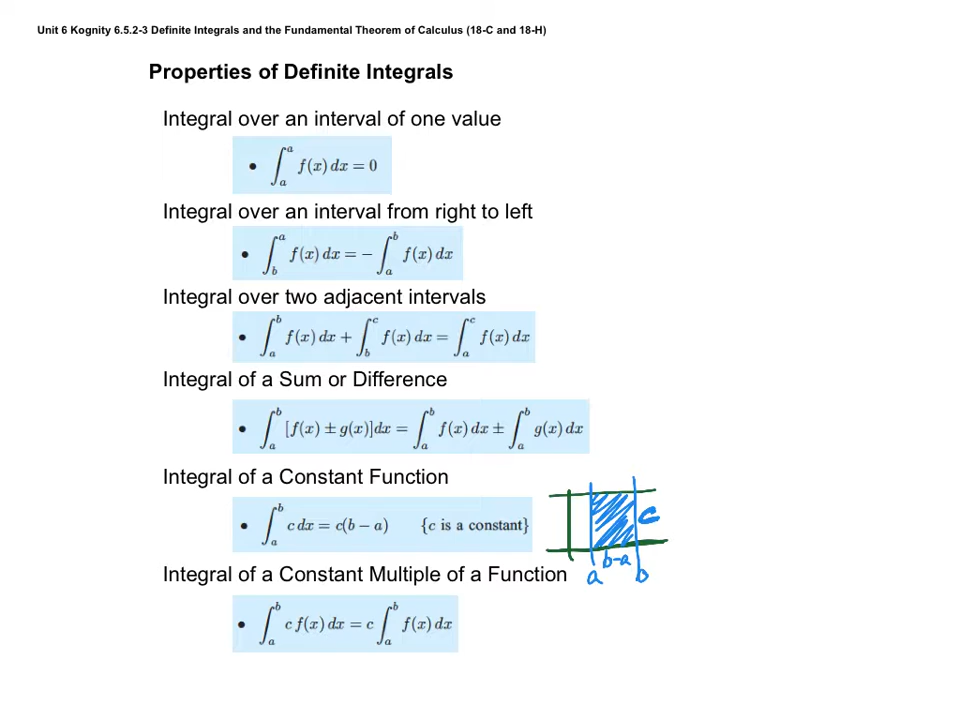 Unit 6 Kognity 6.5.2-3 Definite Integrals and the Fundamental Theorem of Calculus (18-C and 18-H)
Properties of Definite Integrals
Integral over an interval of one value
• ∫ₐᵃ f(x) dx = 0
Integral over an interval from right to left
• ∫_b^a f(x) dx = − ∫_a^b f(x) dx
Integral over two adjacent intervals
• ∫_a^b f(x) dx + ∫_b^c f(x) dx = ∫_a^c f(x) dx
Integral of a Sum or Difference
• ∫_a^b [f(x) ± g(x)]dx = ∫_a^b f(x) dx ± ∫_a^b g(x) dx
Integral of a Constant Function
• ∫_a^b c dx = c(b − a) {c is a constant}
c
b-a
a b
Integral of a Constant Multiple of a Function
• ∫_a^b c f(x) dx = c ∫_a^b f(x) dx